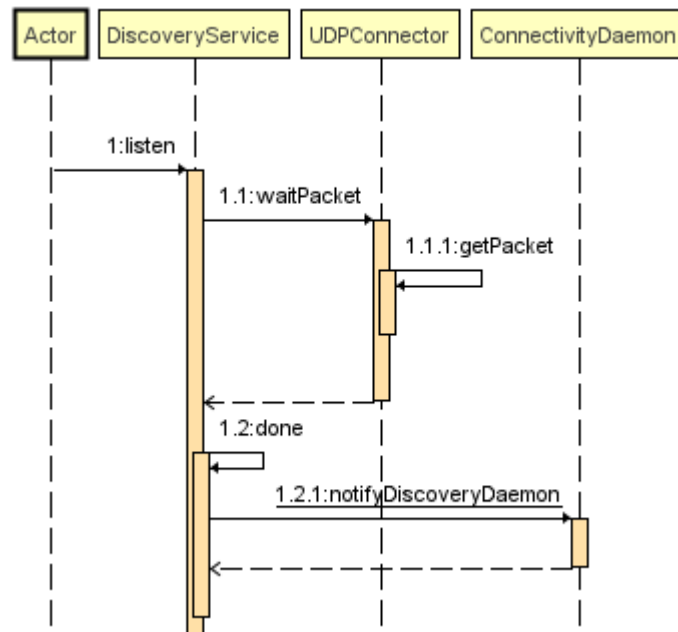 Actor
DiscoveryService
UDPConnector
ConnectivityDaemon
1:listen
1.1:waitPacket
1.1.1:getPacket
1.2:done
1.2.1:notifyDiscoveryDaemon